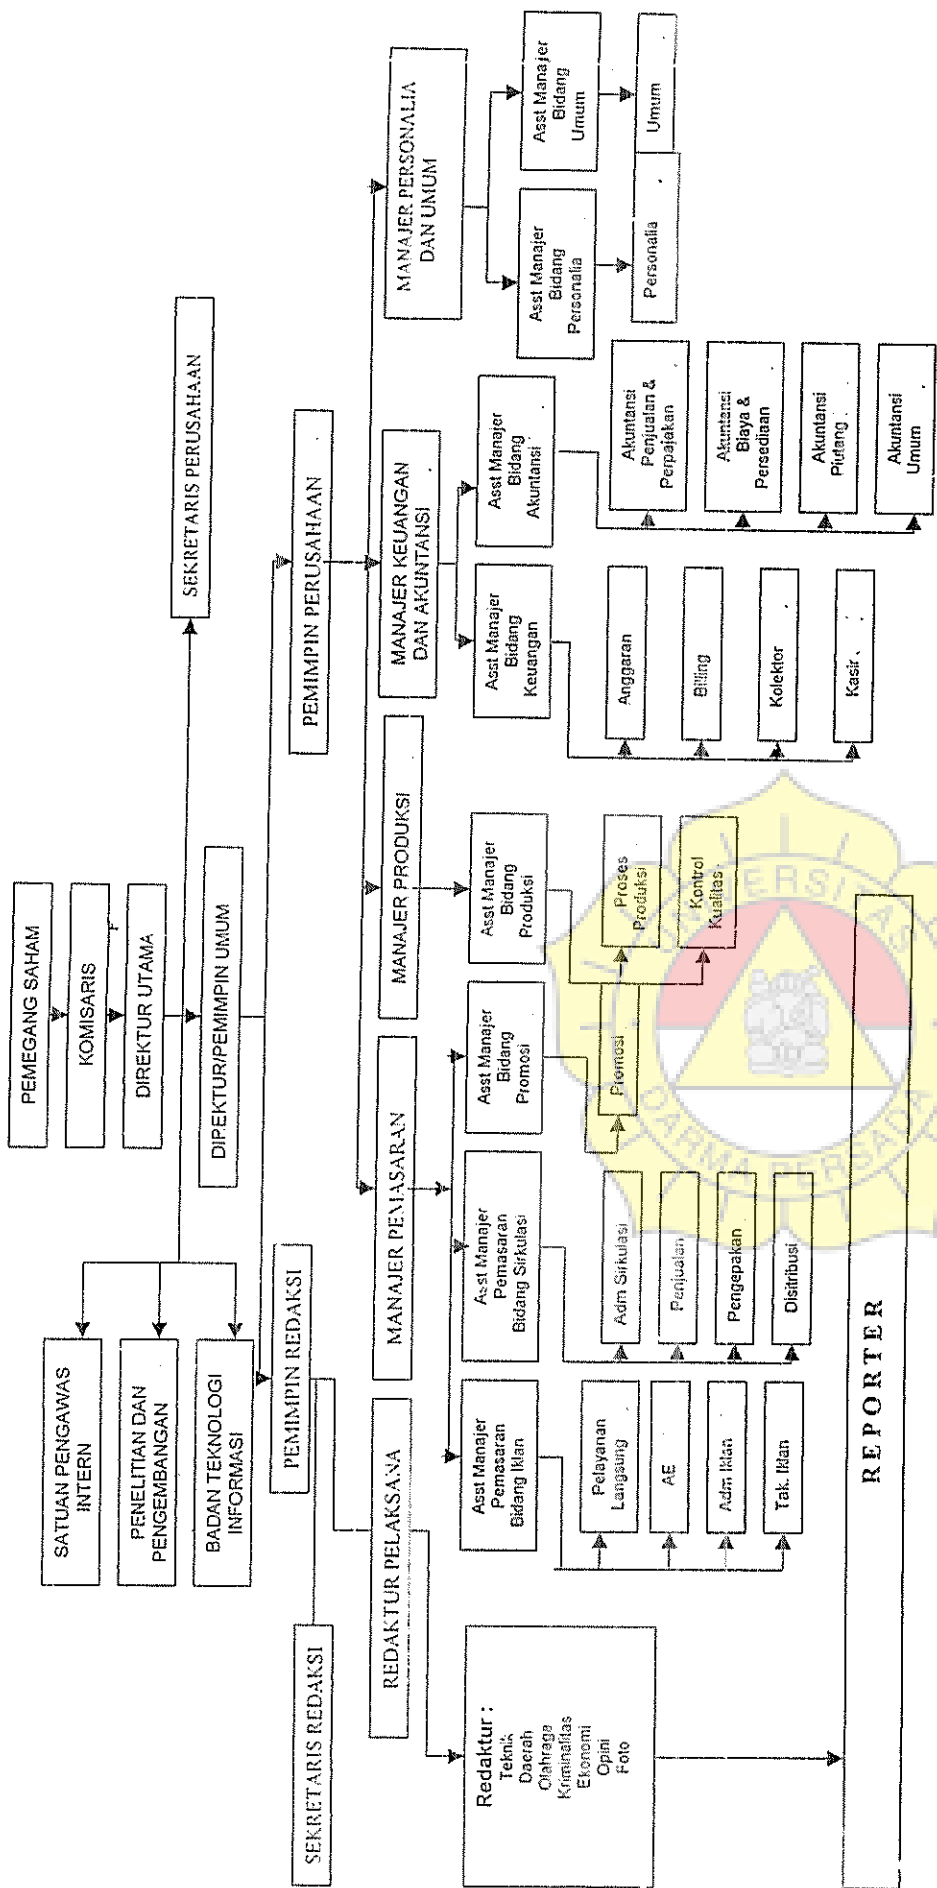 PEMEGANG SAHAM
KOMISARIS
DIREKTUR UTAMA
SATUAN PENGAWAS
INTERN
PENELITIAN DAN
PENGEMBANGAN
BADAN TEKNOLOGI
INFORMASI
SEKRETARIS PERUSAHAAN
DIREKTUR/PEMIMPIN UMUM
SEKRETARIS REDAKSI
PEMIMPIN REDAKSI
PEMIMPIN PERUSAHAAN
REDAKTUR PELAKSANA
MANAJER PEMASARAN
MANAJER PRODUKSI
MANAJER KEUANGAN
DAN AKUNTANSI
MANAJER PERSONALIA
DAN UMUM
Redaktur :
Teknik
Daerah
Olahraga
Kriminalitas
Ekonomi
Opini
Foto
Asst Manajer
Pemasaran
Bidang Iklan
Asst Manajer
Pemasaran
Bidang Sirkulasi
Asst Manajer
Bidang
Promosi
Asst Manajer
Bidang
Produksi
Asst Manajer
Bidang
Keuangan
Asst Manajer
Bidang
Akuntansi
Asst Manajer
Bidang
Personalia
Asst Manajer
Bidang
Umum
Pelayanan
Langsung
AE
Adm Iklan
Tak. Iklan
Adm Sirkulasi
Penjualan
Pengepakan
Disitribusi
Promosi
Proses
Produksi
Kontrol
Kualitas
Anggaran
Billing
Kolektor
Kasir
Akuntansi
Penjualan &
Perpajakan
Akuntansi
Biaya &
Persediaan
Akuntansi
Piutang
Akuntansi
Umum
Personalia
Umum
REPORTER
UNIVERSITAS
DARMA PERSADA